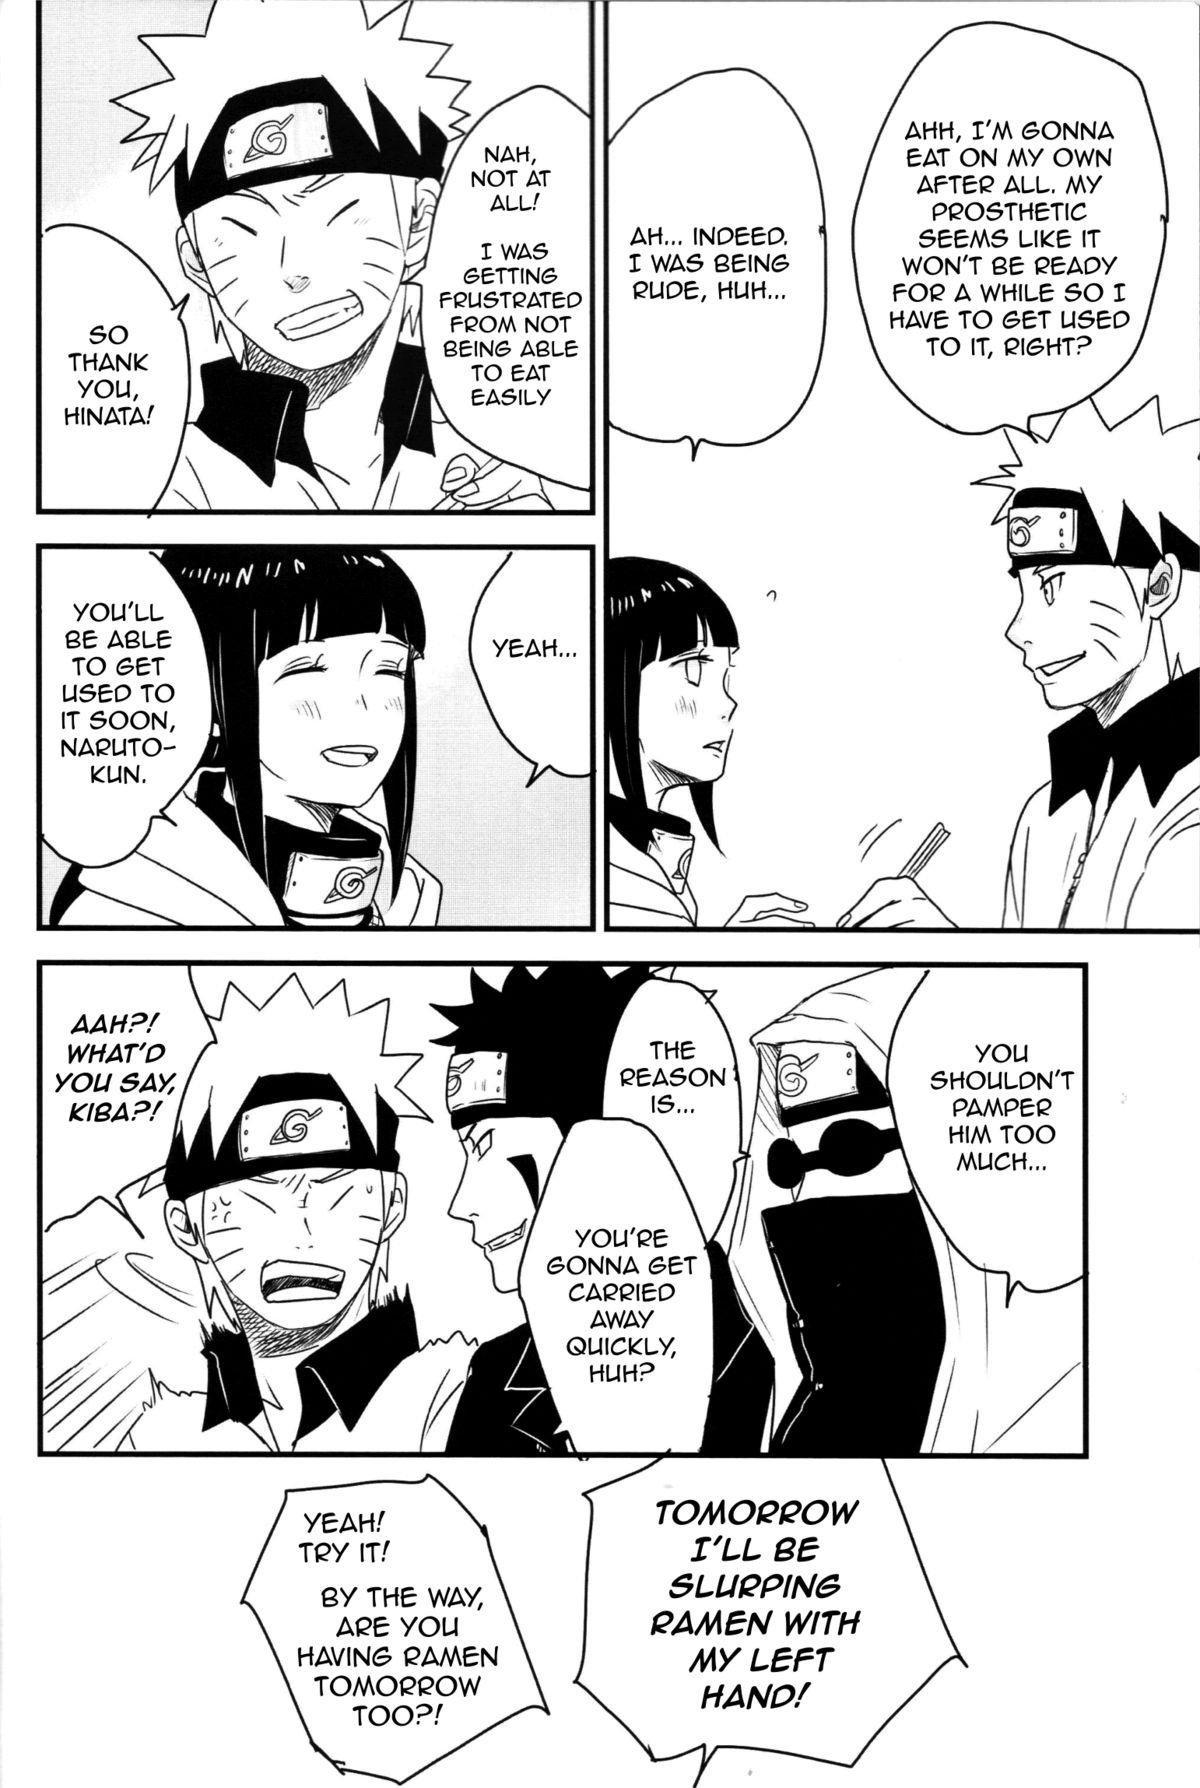 AHH, I'M GONNA
EAT ON MY OWN
AFTER ALL. MY
PROSTHETIC
SEEMS LIKE IT
WON'T BE READY
FOR A WHILE SO I
HAVE TO GET USED
TO IT, RIGHT?
AH... INDEED.
I WAS BEING
RUDE, HUH...
NAH,
NOT AT
ALL!
I WAS
GETTING
FRUSTRATED
FROM NOT
BEING ABLE
TO EAT
EASILY
SO
THANK
YOU,
HINATA!
YEAH...
YOU'LL
BE ABLE
TO GET
USED TO
IT SOON,
NARUTO-
KUN.
YOU
SHOULDN'T
PAMPER
HIM TOO
MUCH...
THE
REASON
IS...
YOU'RE
GONNA GET
CARRIED
AWAY
QUICKLY,
HUH?
AAH?!
WHAT'D
YOU SAY,
KIBA?!
TOMORROW
I'LL BE
SLURPING
RAMEN WITH
MY LEFT
HAND!
YEAH!
TRY IT!
BY THE WAY,
ARE YOU
HAVING RAMEN
TOMORROW
TOO?!